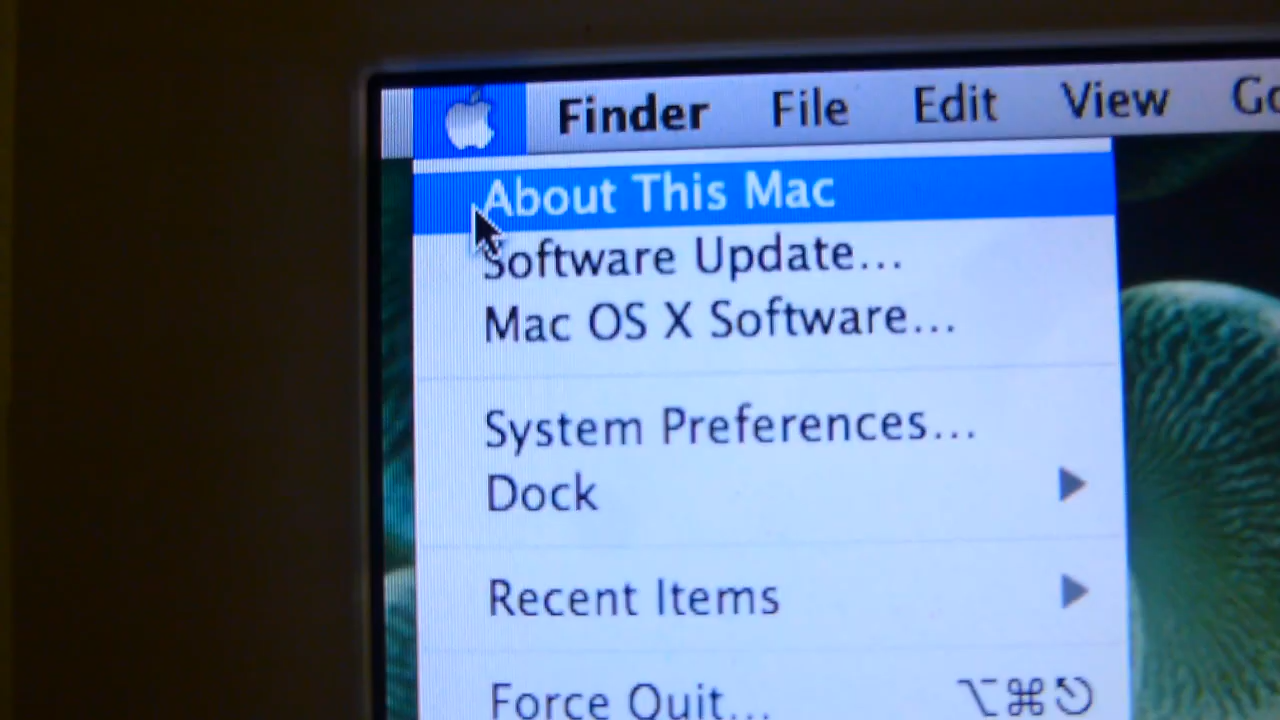 Finder File Edit View Go
About This Mac
Software Update...
Mac OS X Software...
System Preferences...
Dock ▶
Recent Items ▶
Force Quit... ⌥⌘⎋